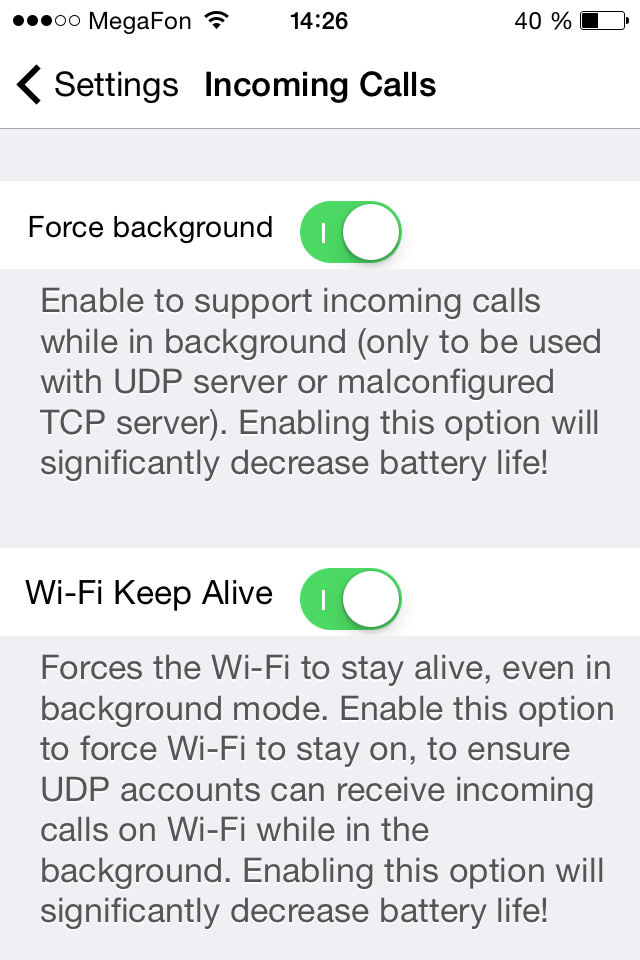 MegaFon 14:26 40 %
Settings Incoming Calls
Force background
Enable to support incoming calls
while in background (only to be used
with UDP server or malconfigured
TCP server). Enabling this option will
significantly decrease battery life!
Wi-Fi Keep Alive
Forces the Wi-Fi to stay alive, even in
background mode. Enable this option
to force Wi-Fi to stay on, to ensure
UDP accounts can receive incoming
calls on Wi-Fi while in the
background. Enabling this option will
significantly decrease battery life!